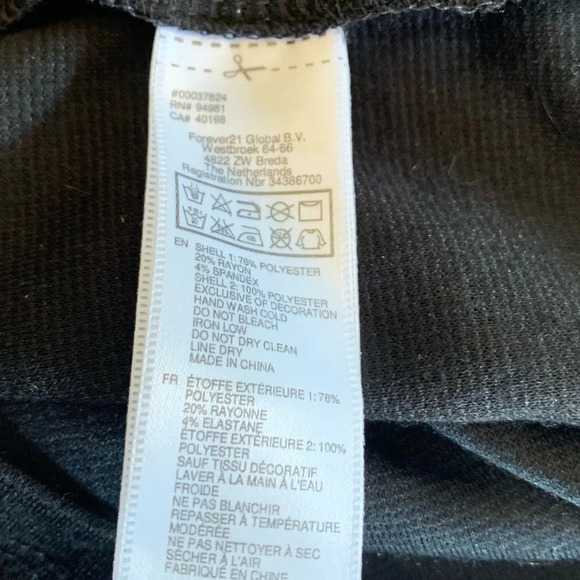 #00037824
RN# 94981
CA# 40198
Forever21 Global B.V.
Westbroek 64-66
4822 ZW Breda
The Netherlands
Registration Nbr 34386700
EN SHELL 1: 76% POLYESTER
20% RAYON
4% SPANDEX
SHELL 2: 100% POLYESTER
EXCLUSIVE OF DECORATION
HAND WASH COLD
DO NOT BLEACH
IRON LOW
DO NOT DRY CLEAN
LINE DRY
MADE IN CHINA
FR ÉTOFFE EXTÉRIEURE 1: 76%
POLYESTER
20% RAYONNE
4% ELASTANE
ÉTOFFE EXTÉRIEURE 2: 100%
POLYESTER
SAUF TISSU DÉCORATIF
LAVER À LA MAIN À L'EAU
FROIDE
NE PAS BLANCHIR
REPASSER À TEMPÉRATURE
MODÉRÉE
NE PAS NETTOYER À SEC
SÉCHER À L'AIR
FABRIQUÉ EN CHINE